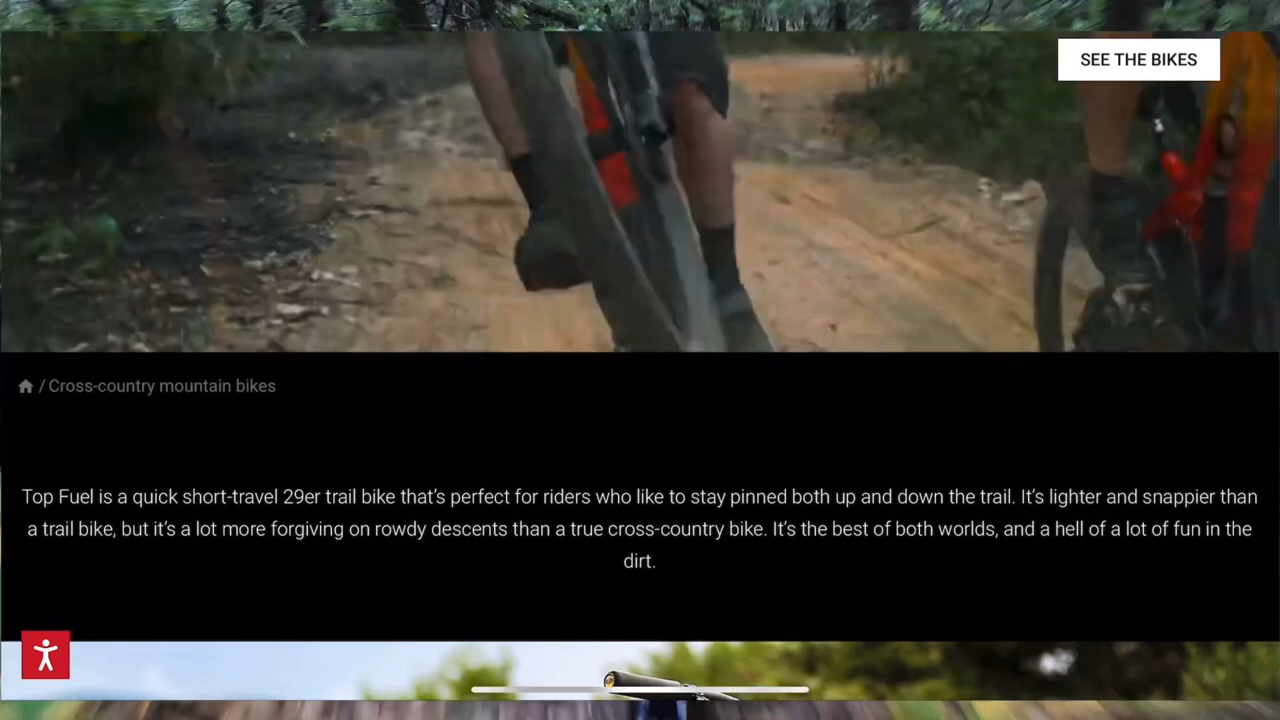 SEE THE BIKES
/ Cross-country mountain bikes
Top Fuel is a quick short-travel 29er trail bike that’s perfect for riders who like to stay pinned both up and down the trail. It’s lighter and snappier than
a trail bike, but it’s a lot more forgiving on rowdy descents than a true cross-country bike. It’s the best of both worlds, and a hell of a lot of fun in the
dirt.